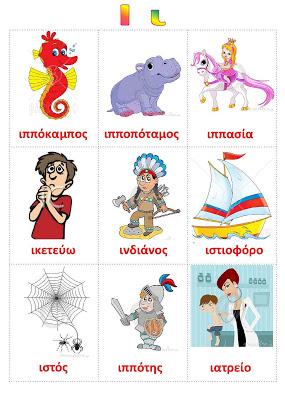 Ι ι
ιππόκαμπος ιπποπόταμος ιππασία
ικετεύω ινδιάνος ιστιοφόρο
ιστός ιππότης ιατρείο